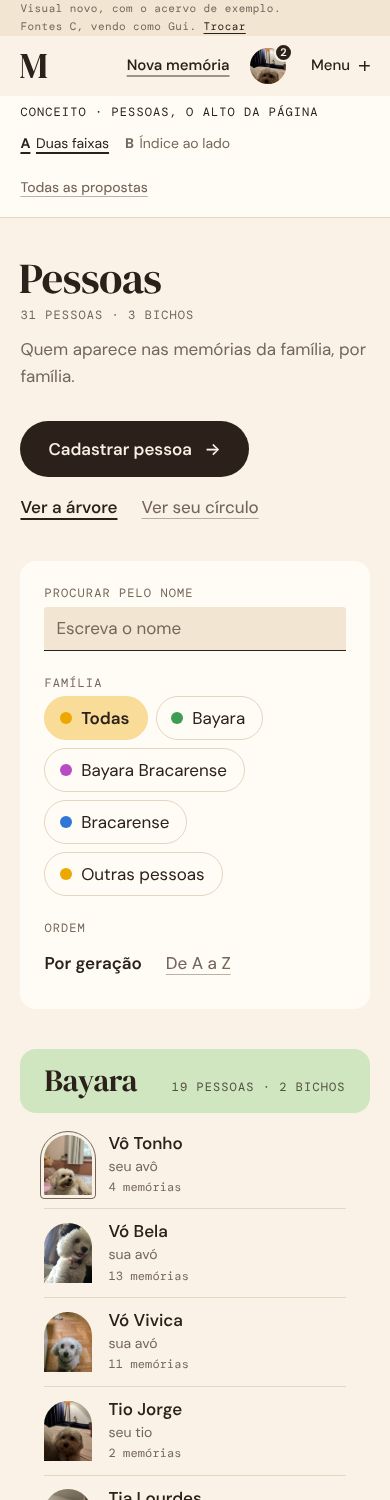 Visual novo, com o acervo de exemplo.
Fontes C, vendo como Gui. Trocar
M
Nova memória
2
Menu +
CONCEITO · PESSOAS, O ALTO DA PÁGINA
A Duas faixas B Índice ao lado
Todas as propostas
Pessoas
31 PESSOAS · 3 BICHOS
Quem aparece nas memórias da família, por
família.
Cadastrar pessoa →
Ver a árvore Ver seu círculo
PROCURAR PELO NOME
Escreva o nome
FAMÍLIA
Todas Bayara
Bayara Bracarense
Bracarense
Outras pessoas
ORDEM
Por geração De A a Z
Bayara 19 PESSOAS · 2 BICHOS
Vô Tonho
seu avô
4 memórias
Vó Bela
sua avó
13 memórias
Vó Vivica
sua avó
11 memórias
Tio Jorge
seu tio
2 memórias
Tia Lourdes